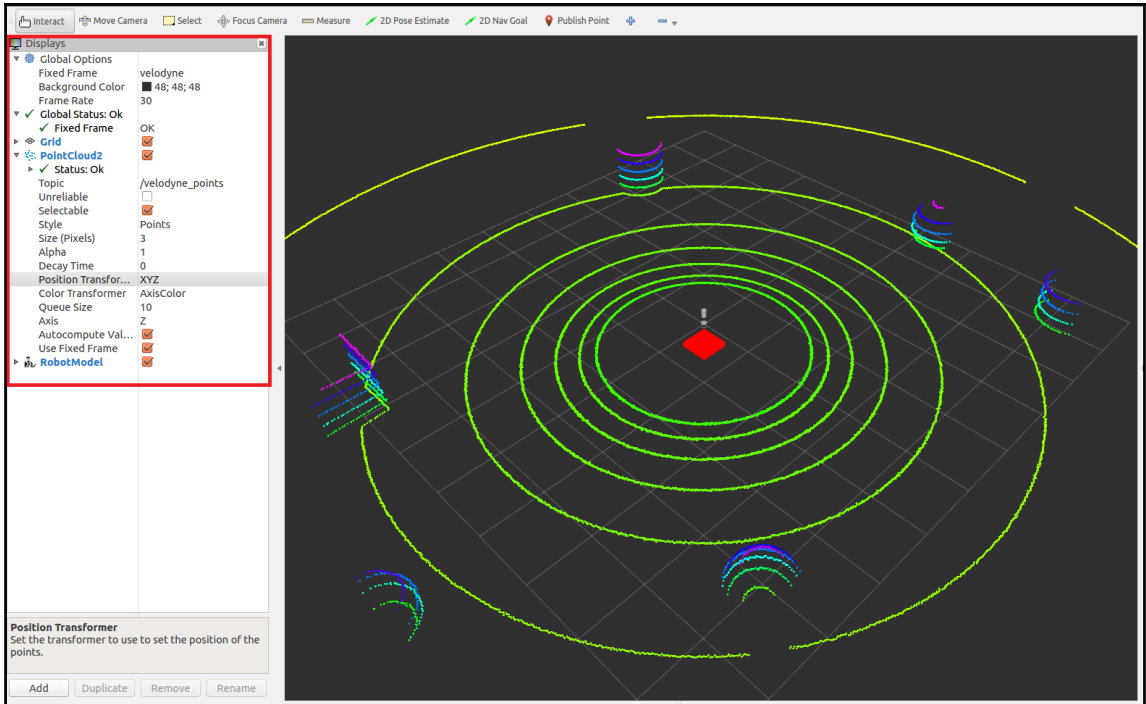 Interact Move Camera Select Focus Camera Measure 2D Pose Estimate 2D Nav Goal Publish Point
Displays
Global Options
Fixed Frame velodyne
Background Color 48; 48; 48
Frame Rate 30
Global Status: Ok
Fixed Frame OK
Grid
PointCloud2
Status: Ok
Topic /velodyne_points
Unreliable
Selectable
Style Points
Size (Pixels) 3
Alpha 1
Decay Time 0
Position Transfor... XYZ
Color Transformer AxisColor
Queue Size 10
Axis Z
Autocompute Val...
Use Fixed Frame
RobotModel
Position Transformer
Set the transformer to use to set the position of the
points.
Add Duplicate Remove Rename